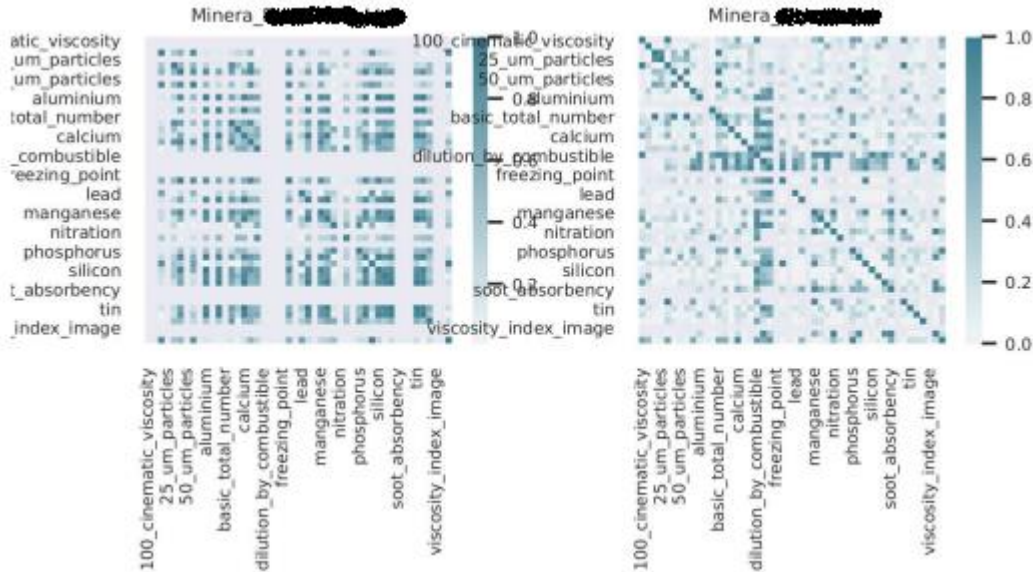 Minera_
Minera_
atic_viscosity
_um_particles
_um_particles
aluminium
total_number
calcium
_combustible
reezing_point
lead
manganese
nitration
phosphorus
silicon
t_absorbency
tin
_index_image
1.0
0.8
0.6
0.4
0.2
100_cinematic_viscosity
25_um_particles
50_um_particles
aluminium
basic_total_number
calcium
dilution_by_combustible
freezing_point
lead
manganese
nitration
phosphorus
silicon
soot_absorbency
tin
viscosity_index_image
1.0
0.8
0.6
0.4
0.2
0.0
100_cinematic_viscosity
25_um_particles
50_um_particles
aluminium
basic_total_number
calcium
dilution_by_combustible
freezing_point
lead
manganese
nitration
phosphorus
silicon
soot_absorbency
tin
viscosity_index_image
100_cinematic_viscosity
25_um_particles
50_um_particles
aluminium
basic_total_number
calcium
dilution_by_combustible
freezing_point
lead
manganese
nitration
phosphorus
silicon
soot_absorbency
tin
viscosity_index_image